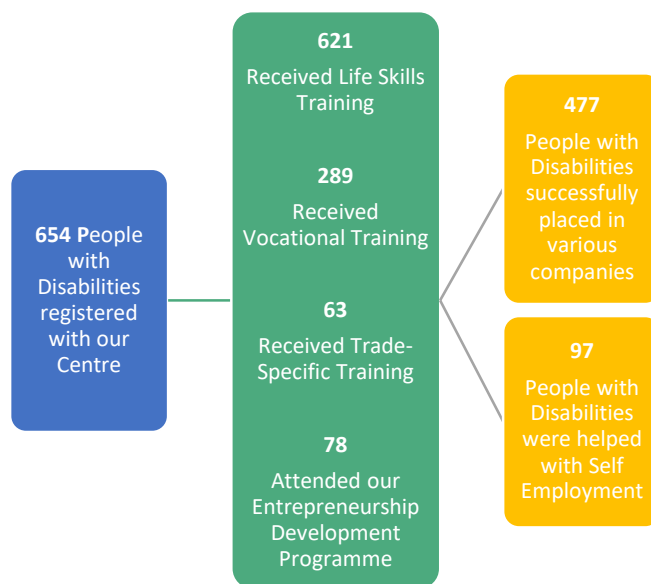 654 People
with
Disabilities
registered
with our
Centre
621
Received Life Skills
Training
289
Received
Vocational Training
63
Received Trade-
Specific Training
78
Attended our
Entrepreneurship
Development
Programme
477
People with
Disabilities
successfully
placed in
various
companies
97
People with
Disabilities
were helped
with Self
Employment